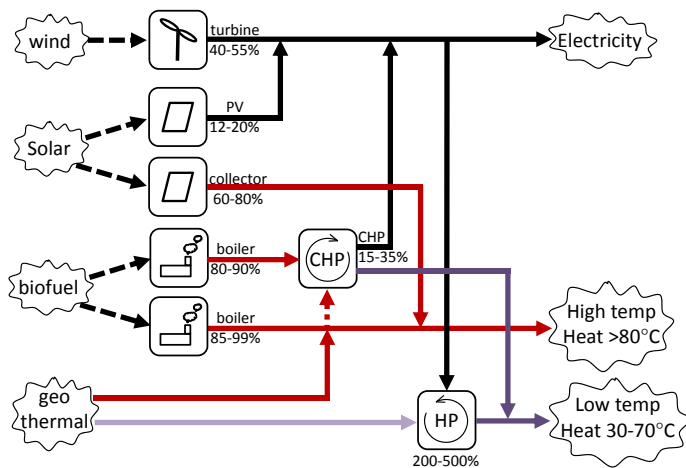 wind
turbine
40-55%
Electricity
PV
12-20%
Solar
collector
60-80%
boiler
80-90%
CHP
CHP
15-35%
biofuel
boiler
85-99%
High temp
Heat >80°C
geo
thermal
HP
200-500%
Low temp
Heat 30-70°C